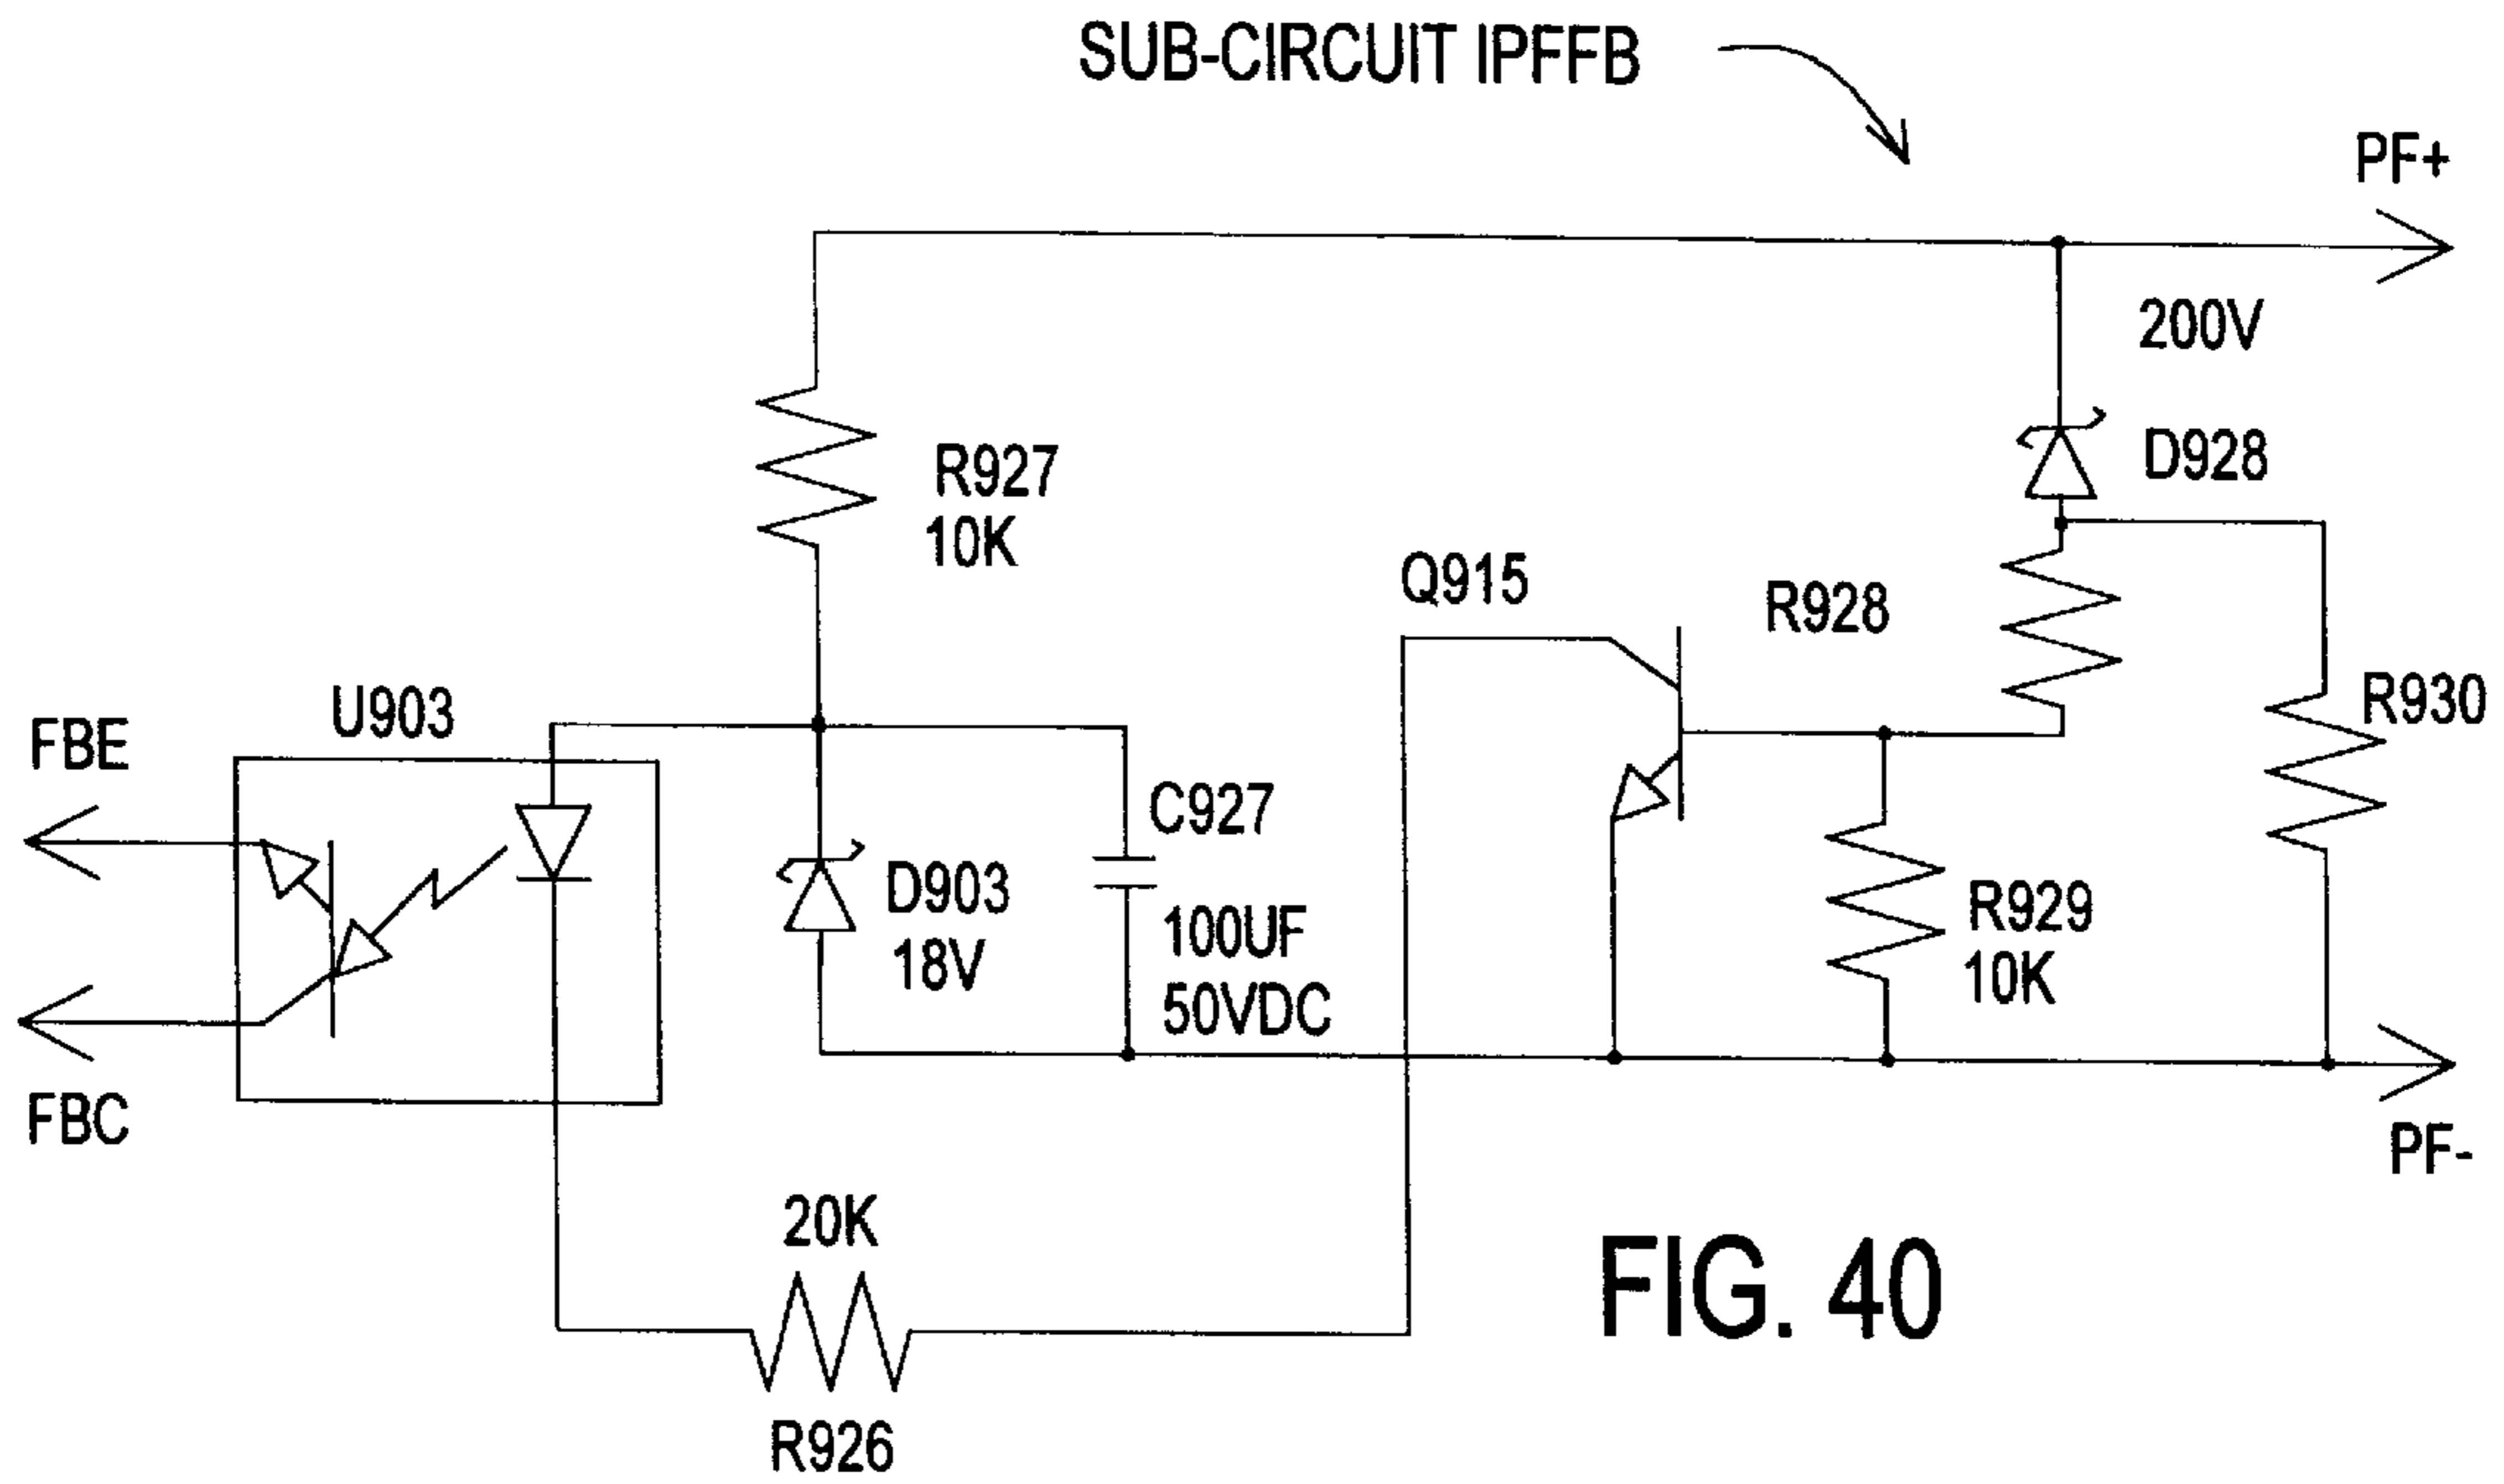 SUB-CIRCUIT IPFFB
PF+
200V
D928
R927
10K
Q915
R928
R930
U903
FBE
C927
D903
18V
100UF
50VDC
R929
10K
FBC
PF-
20K
R926
FIG. 40